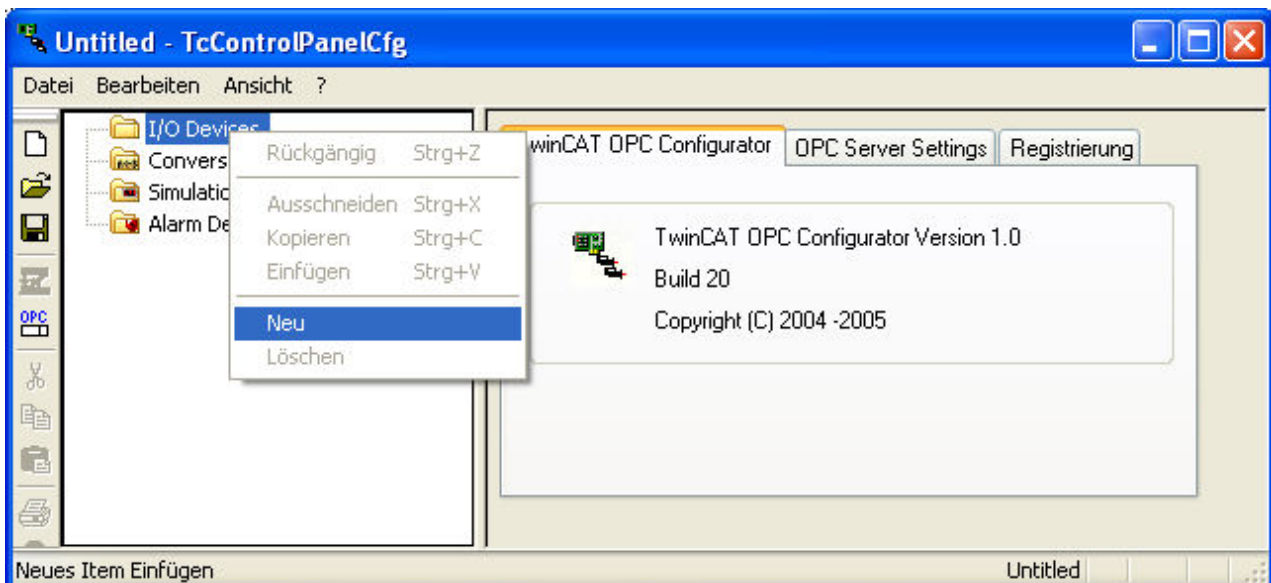 Untitled - TcControlPanelCfg
Datei Bearbeiten Ansicht ?
I/O Devices
Convers
Simulatic
Alarm De
OPC
Rückgängig Strg+Z
Ausschneiden Strg+X
Kopieren Strg+C
Einfügen Strg+V
Neu
Löschen
winCAT OPC Configurator OPC Server Settings Registrierung
TwinCAT OPC Configurator Version 1.0
Build 20
Copyright (C) 2004 -2005
Neues Item Einfügen Untitled